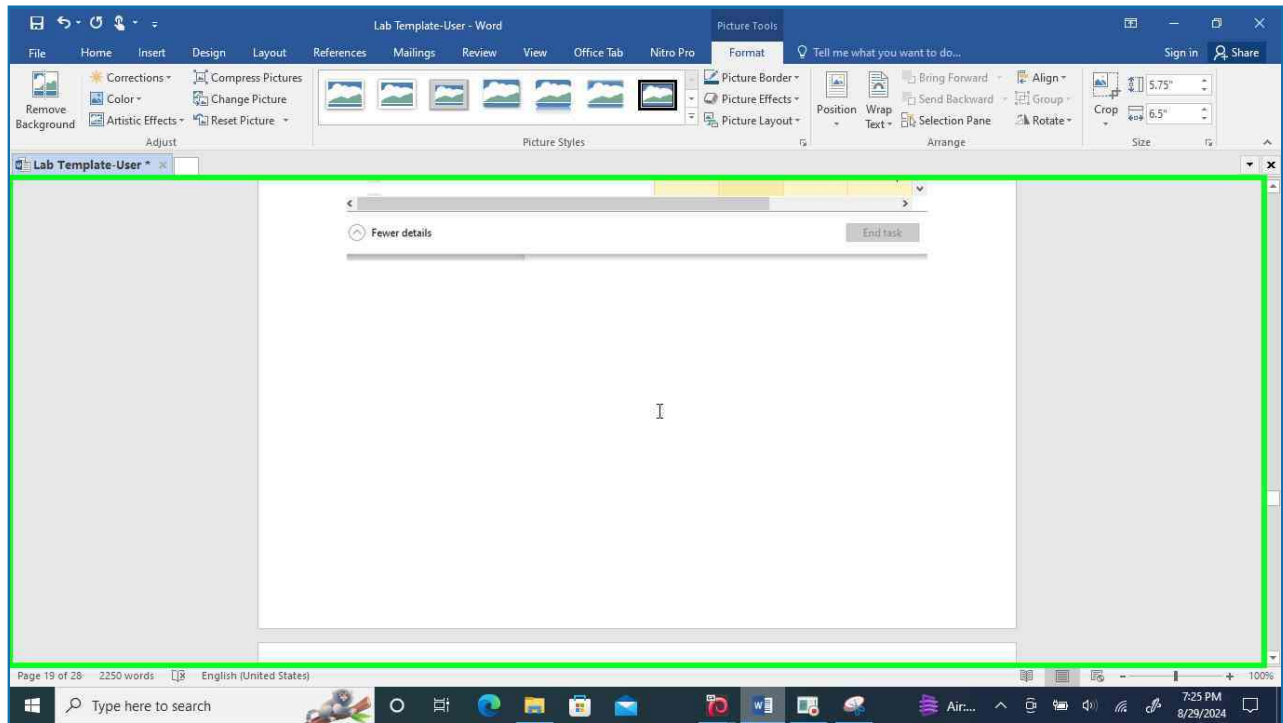 Lab Template-User - Word
Picture Tools
File Home Insert Design Layout References Mailings Review View Office Tab Nitro Pro Format Tell me what you want to do... Sign in Share
Remove Background
Corrections
Color
Artistic Effects
Compress Pictures
Change Picture
Reset Picture
Adjust
Picture Styles
Picture Border
Picture Effects
Picture Layout
Position
Wrap Text
Bring Forward
Send Backward
Selection Pane
Align
Group
Rotate
Arrange
Crop
5.75"
6.5"
Size
Lab Template-User *
Fewer details
End task
Page 19 of 28 2250 words English (United States) 100%
Type here to search
Air:...
7:25 PM
8/29/2024